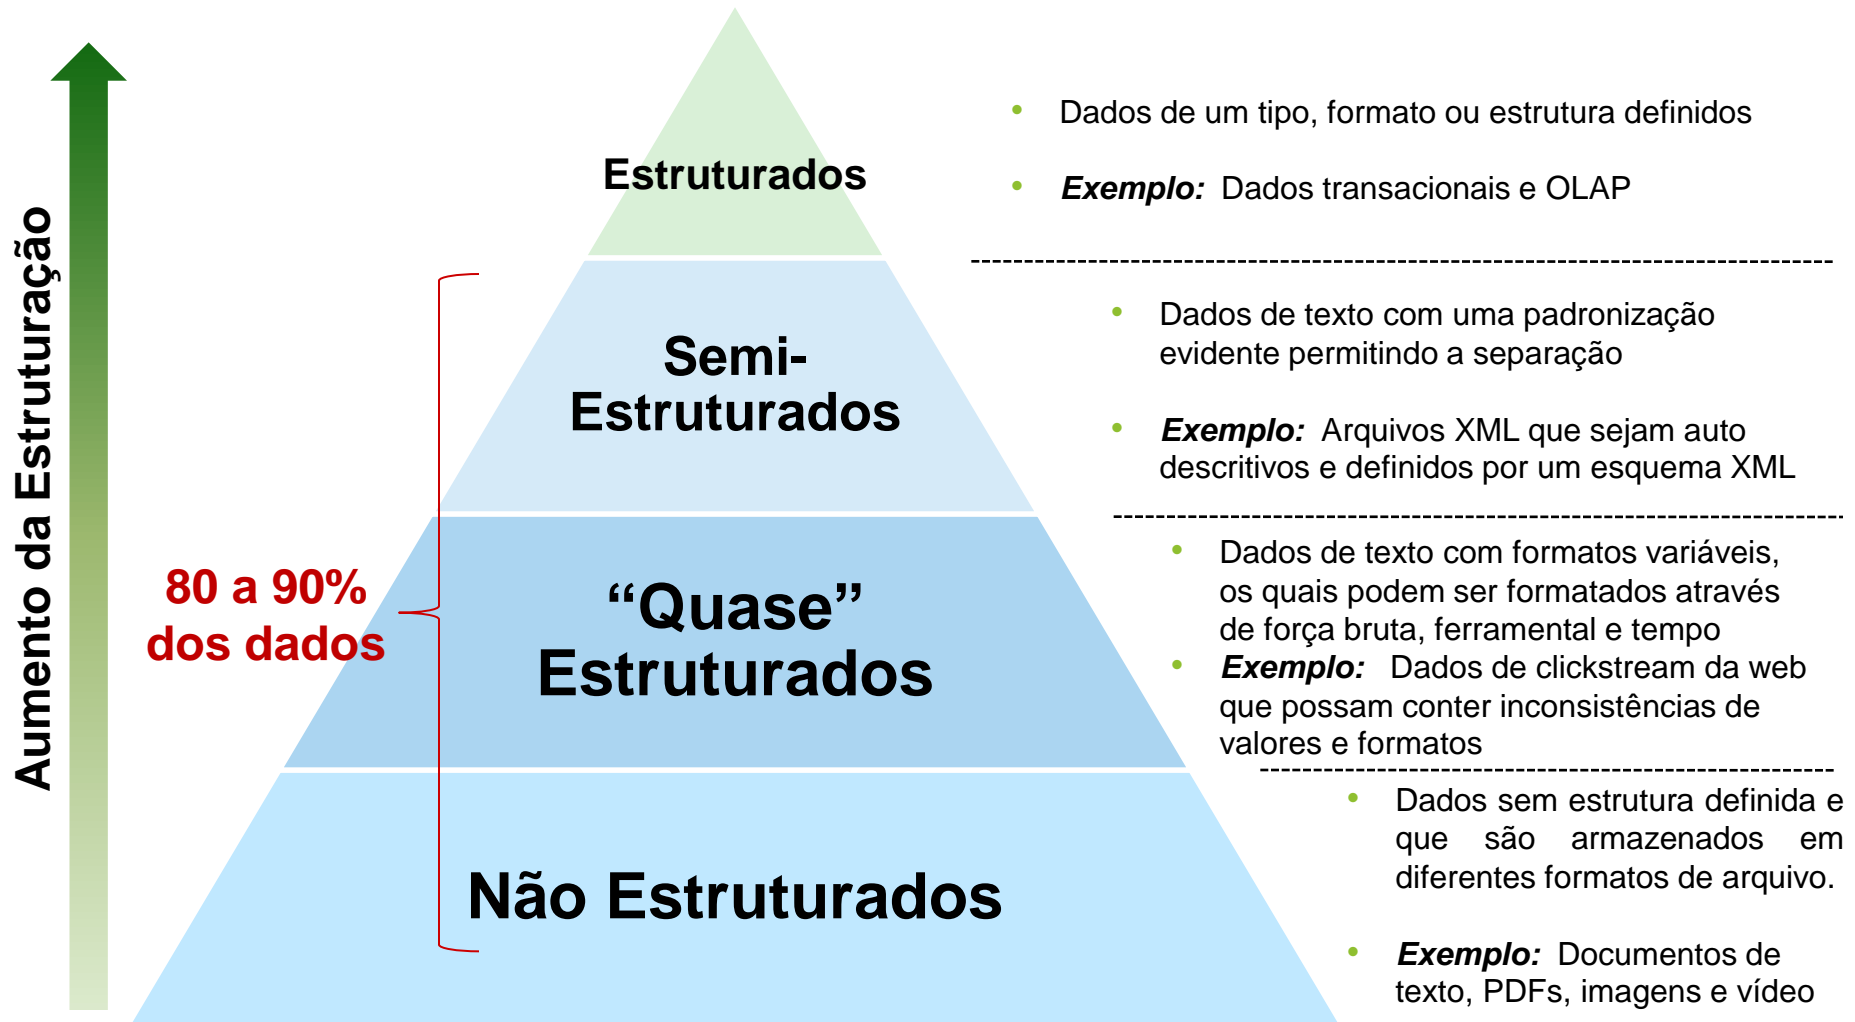 Aumento da Estruturação
Estruturados
• Dados de um tipo, formato ou estrutura definidos
• Exemplo: Dados transacionais e OLAP
Semi-
Estruturados
• Dados de texto com uma padronização
evidente permitindo a separação
• Exemplo: Arquivos XML que sejam auto
descritivos e definidos por um esquema XML
80 a 90%
dos dados
“Quase”
Estruturados
• Dados de texto com formatos variáveis,
os quais podem ser formatados através
de força bruta, ferramental e tempo
• Exemplo: Dados de clickstream da web
que possam conter inconsistências de
valores e formatos
Não Estruturados
• Dados sem estrutura definida e
que são armazenados em
diferentes formatos de arquivo.
• Exemplo: Documentos de
texto, PDFs, imagens e vídeo